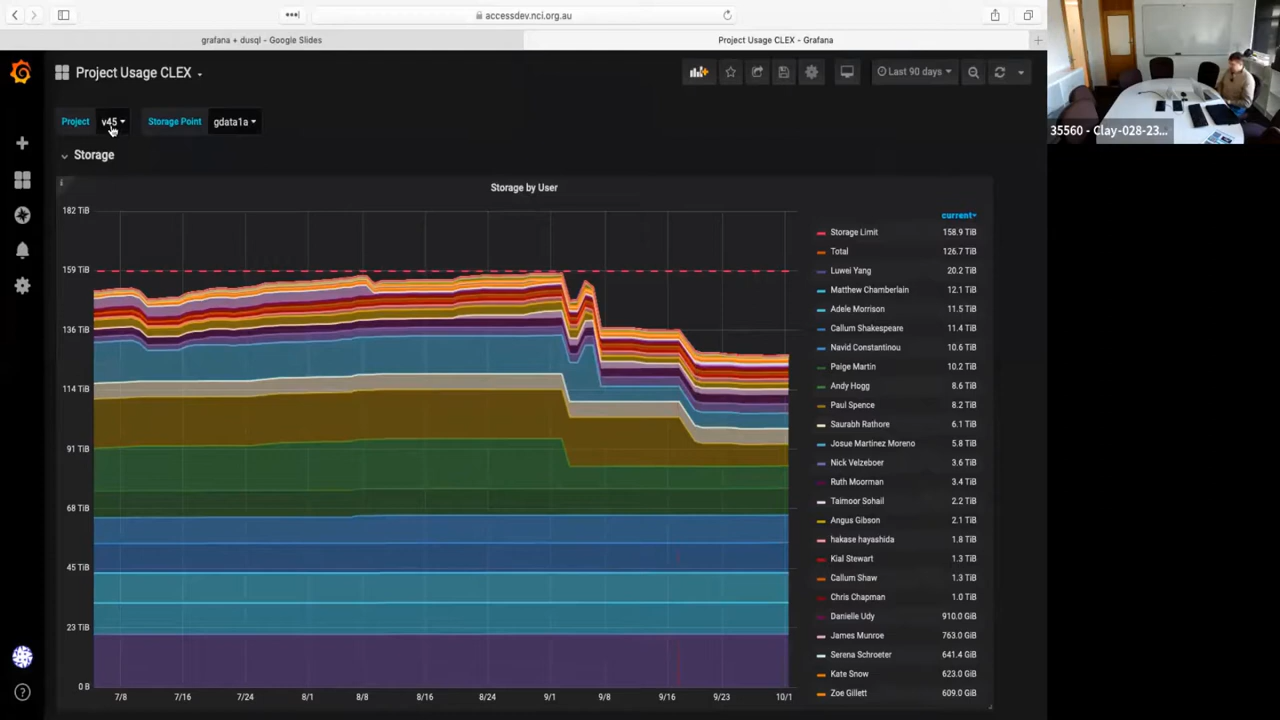 accessdev.nci.org.au
grafana + dusql - Google Slides
Project Usage CLEX - Grafana
Project Usage CLEX
Last 90 days
Project v45 Storage Point gdata1a
Storage
35560 - Clay-028-23...
Storage by User
current
182 TiB
159 TiB
136 TiB
114 TiB
91 TiB
68 TiB
45 TiB
23 TiB
0 B
7/8 7/16 7/24 8/1 8/8 8/16 8/24 9/1 9/8 9/16 9/23 10/1
Storage Limit 158.9 TiB
Total 126.7 TiB
Luwei Yang 20.2 TiB
Matthew Chamberlain 12.1 TiB
Adele Morrison 11.5 TiB
Callum Shakespeare 11.4 TiB
Navid Constantinou 10.6 TiB
Paige Martin 10.2 TiB
Andy Hogg 8.6 TiB
Paul Spence 8.2 TiB
Saurabh Rathore 6.1 TiB
Josue Martinez Moreno 5.8 TiB
Nick Velzeboer 3.6 TiB
Ruth Moorman 3.4 TiB
Taimoor Sohail 2.2 TiB
Angus Gibson 2.1 TiB
hakase hayashida 1.8 TiB
Kial Stewart 1.3 TiB
Callum Shaw 1.3 TiB
Chris Chapman 1.0 TiB
Danielle Udy 910.0 GiB
James Munroe 763.0 GiB
Serena Schroeter 641.4 GiB
Kate Snow 623.0 GiB
Zoe Gillett 609.0 GiB